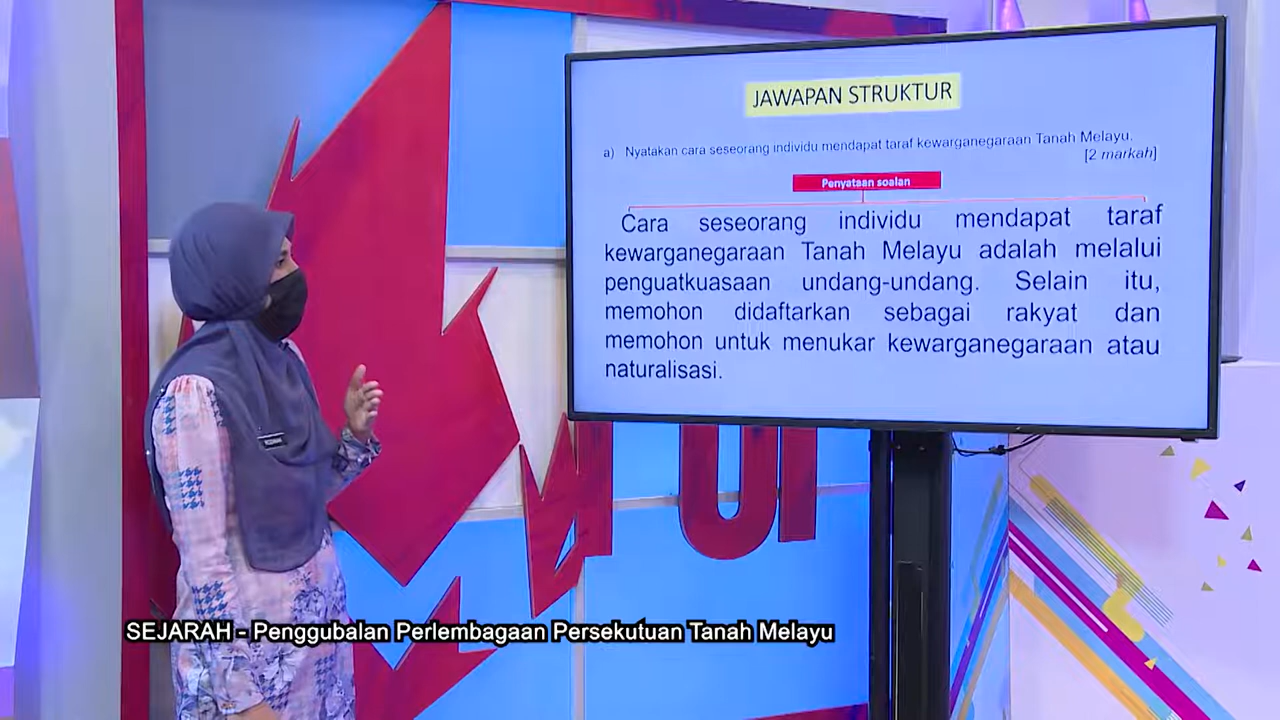 JAWAPAN STRUKTUR
a) Nyatakan cara seseorang individu mendapat taraf kewarganegaraan Tanah Melayu.
[2 markah]
Penyataan soalan
Cara seseorang individu mendapat taraf
kewarganegaraan Tanah Melayu adalah melalui
penguatkuasaan undang-undang. Selain itu,
memohon didaftarkan sebagai rakyat dan
memohon untuk menukar kewarganegaraan atau
naturalisasi.
SEJARAH - Penggubalan Perlembagaan Persekutuan Tanah Melayu